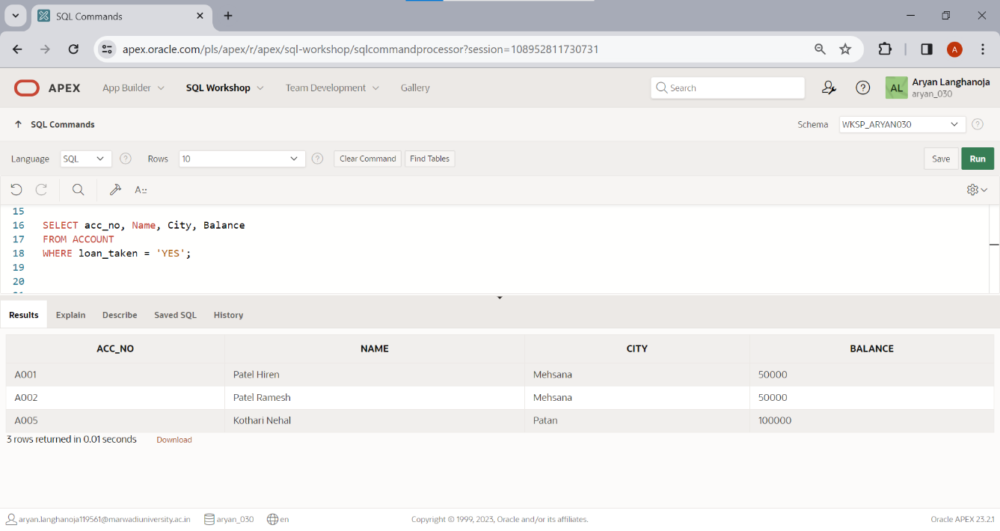 SQL Commands
apex.oracle.com/pls/apex/r/apex/sql-workshop/sqlcommandprocessor?session=108952811730731
A
APEX App Builder SQL Workshop Team Development Gallery Search ? AL Aryan Langhanoja
aryan_030
SQL Commands Schema WKSP_ARYAN030 ?
Language SQL ? Rows 10 ? Clear Command Find Tables Save Run
A
15
16 SELECT acc_no, Name, City, Balance
17 FROM ACCOUNT
18 WHERE loan_taken = 'YES';
19
20
Results Explain Describe Saved SQL History
ACC_NO NAME CITY BALANCE
A001 Patel Hiren Mehsana 50000
A002 Patel Ramesh Mehsana 50000
A005 Kothari Nehal Patan 100000
3 rows returned in 0.01 seconds Download
aryan.langhanoja119561@marwadiuniversity.ac.in aryan_030 en Copyright © 1999, 2023, Oracle and/or its affiliates. Oracle APEX 23.2.1